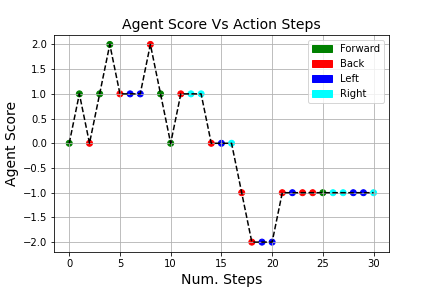 Agent Score Vs Action Steps
Forward
Back
Left
Right
2.0
1.5
1.0
0.5
0.0
−0.5
−1.0
−1.5
−2.0
Agent Score
0 5 10 15 20 25 30
Num. Steps